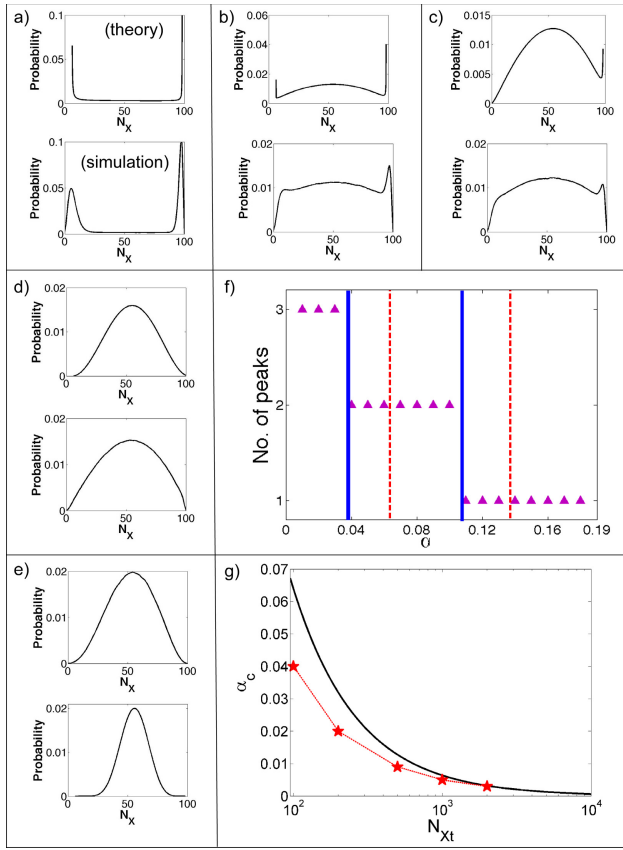 a)
(theory)
Probability
0.1
0.05
0
0 50 100
N_X
(simulation)
Probability
0.1
0.05
0
0 50 100
N_X
b)
Probability
0.06
0.04
0.02
0
0 50 100
N_X
Probability
0.02
0.01
0
0 50 100
N_X
c)
Probability
0.015
0.01
0.005
0
0 50 100
N_X
Probability
0.02
0.01
0
0 50 100
N_X
d)
Probability
0.02
0.01
0
0 50 100
N_X
Probability
0.02
0.01
0
0 50 100
N_X
f)
No. of peaks
3
2
1
0 0.04 0.08 0.12 0.16 0.19
α
e)
Probability
0.02
0.01
0
0 50 100
N_X
Probability
0.02
0.01
0
0 50 100
N_X
g)
α_c
0.07
0.06
0.05
0.04
0.03
0.02
0.01
0
10^2 10^3 10^4
N_Xt